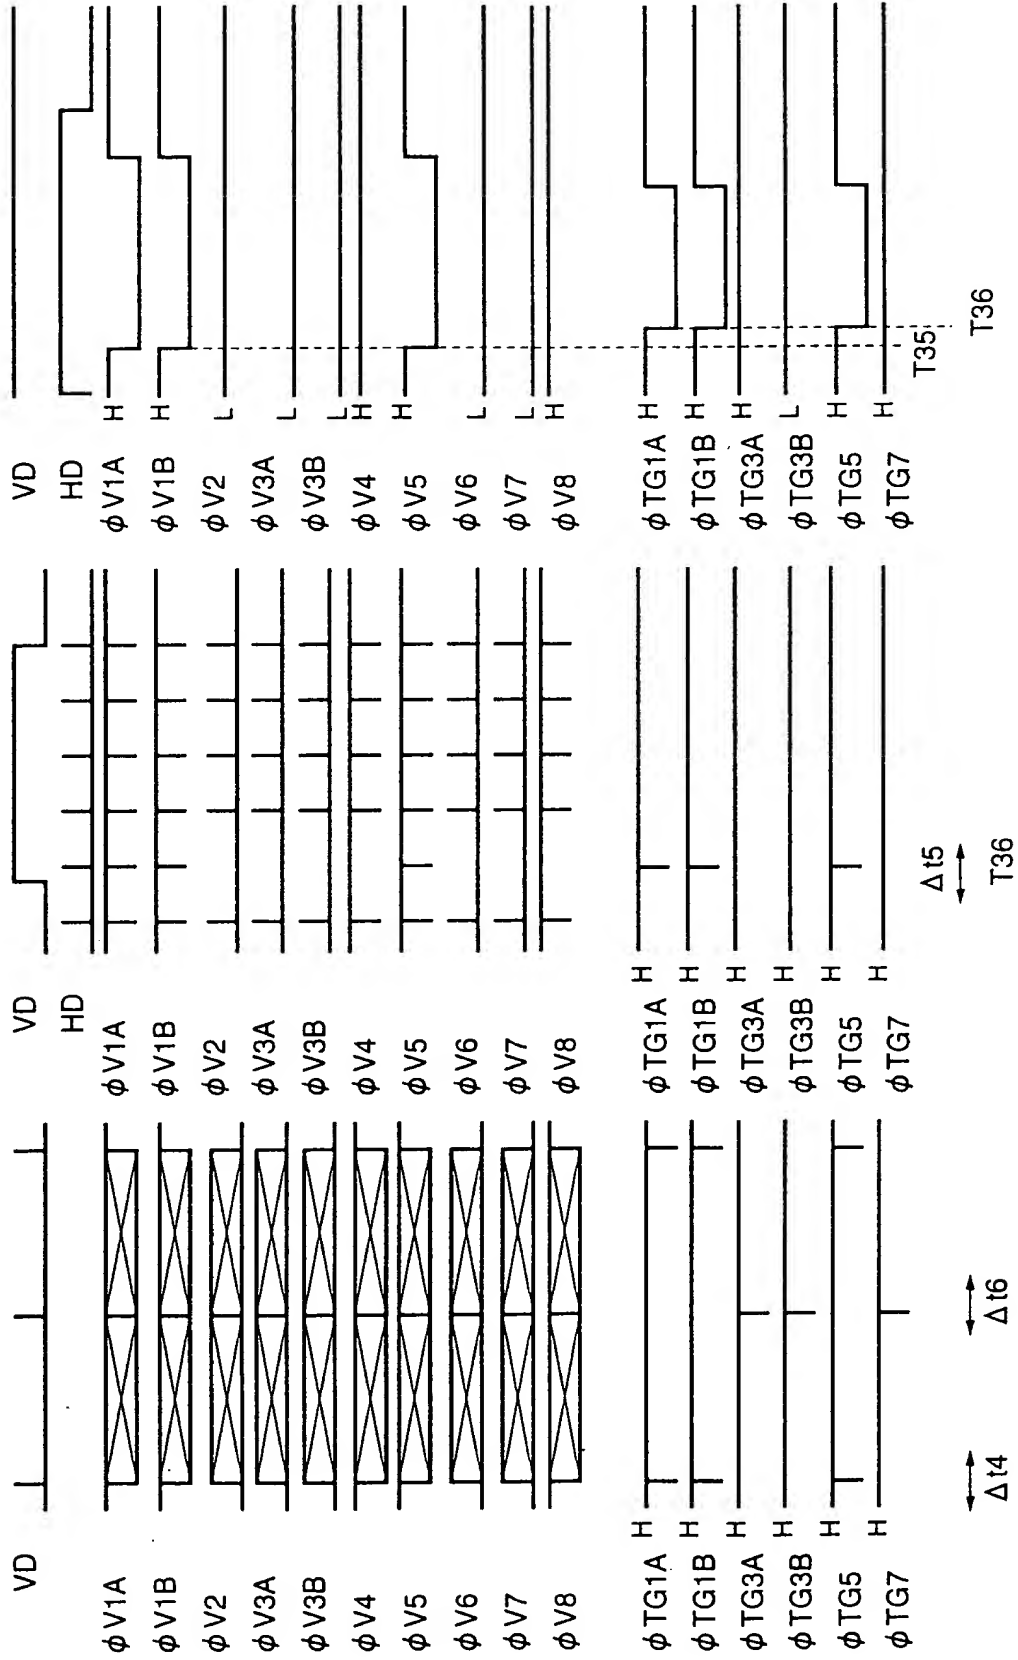 VD
φV1A
φV1B
φV2
φV3A
φV3B
φV4
φV5
φV6
φV7
φV8
φTG1A H
φTG1B H
φTG3A H
φTG3B H
φTG5 H
φTG7 H
Δt4
Δt6
VD
HD
φV1A
φV1B
φV2
φV3A
φV3B
φV4
φV5
φV6
φV7
φV8
φTG1A H
φTG1B H
φTG3A H
φTG3B H
φTG5 H
φTG7 H
Δt5
T36
VD
HD
φV1A H
φV1B H
φV2 L
φV3A L
φV3B L
φV4 H
φV5 H
φV6 L
φV7 L
φV8 H
φTG1A H
φTG1B H
φTG3A H
φTG3B L
φTG5 H
φTG7 H
T35
T36